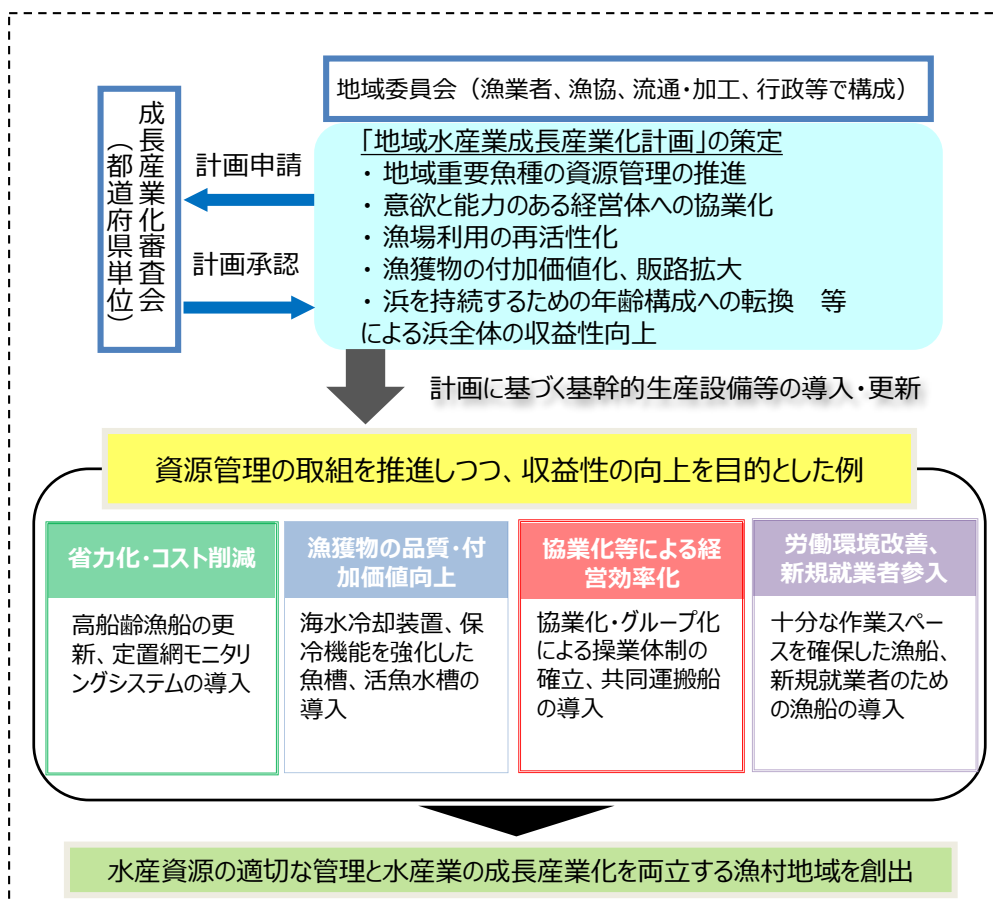 地域委員会（漁業者、漁協、流通・加工、行政等で構成）
成長産業化審査会
（都道府県単位）
計画申請
計画承認
「地域水産業成長産業化計画」の策定
・ 地域重要魚種の資源管理の推進
・ 意欲と能力のある経営体への協業化
・ 漁場利用の再活性化
・ 漁獲物の付加価値化、販路拡大
・ 浜を持続するための年齢構成への転換　等
による浜全体の収益性向上
計画に基づく基幹的生産設備等の導入・更新
資源管理の取組を推進しつつ、収益性の向上を目的とした例
省力化・コスト削減
高船齢漁船の更
新、定置網モニタリ
ングシステムの導入
漁獲物の品質・付
加価値向上
海水冷却装置、保
冷機能を強化した
魚槽、活魚水槽の
導入
協業化等による経
営効率化
協業化・グループ化
による操業体制の
確立、共同運搬船
の導入
労働環境改善、
新規就業者参入
十分な作業スペー
スを確保した漁船、
新規就業者のため
の漁船の導入
水産資源の適切な管理と水産業の成長産業化を両立する漁村地域を創出